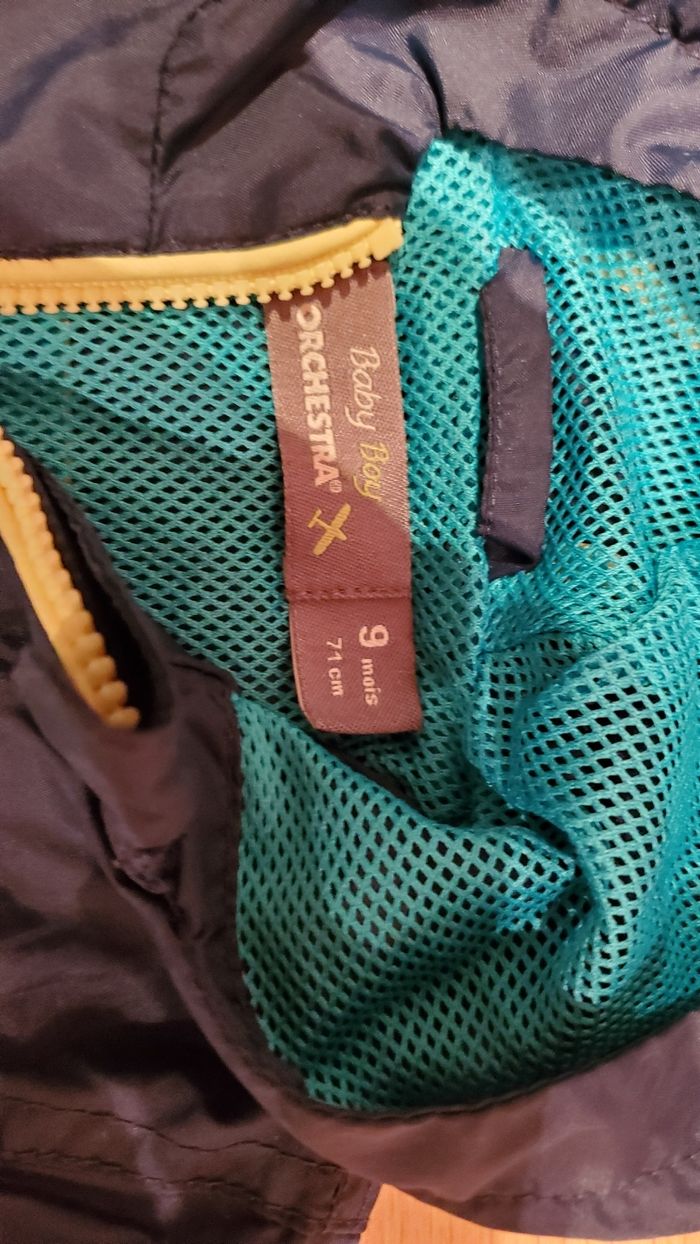 Baby Boy
ORCHESTRA®
9 mois
71 cm